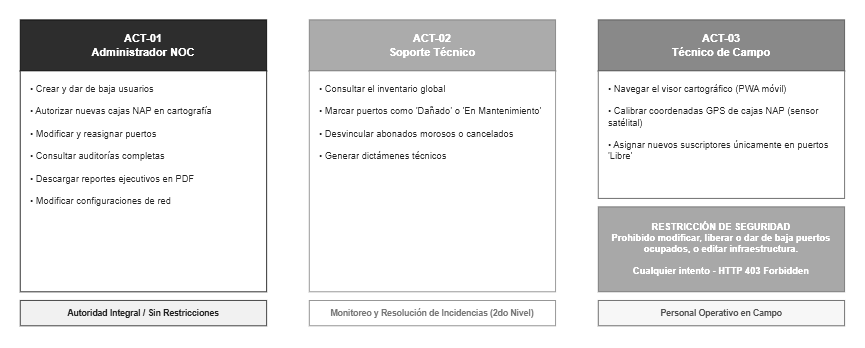 ACT-01
Administrador NOC
• Crear y dar de baja usuarios
• Autorizar nuevas cajas NAP en cartografía
• Modificar y reasignar puertos
• Consultar auditorías completas
• Descargar reportes ejecutivos en PDF
• Modificar configuraciones de red
Autoridad Integral / Sin Restricciones
ACT-02
Soporte Técnico
• Consultar el inventario global
• Marcar puertos como 'Dañado' o 'En Mantenimiento'
• Desvincular abonados morosos o cancelados
• Generar dictámenes técnicos
Monitoreo y Resolución de Incidencias (2do Nivel)
ACT-03
Técnico de Campo
• Navegar el visor cartográfico (PWA móvil)
• Calibrar coordenadas GPS de cajas NAP (sensor
satélital)
• Asignar nuevos suscriptores únicamente en puertos
'Libre'
RESTRICCIÓN DE SEGURIDAD
Prohibido modificar, liberar o dar de baja puertos
ocupados, o editar infraestructura.
Cualquier intento - HTTP 403 Forbidden
Personal Operativo en Campo